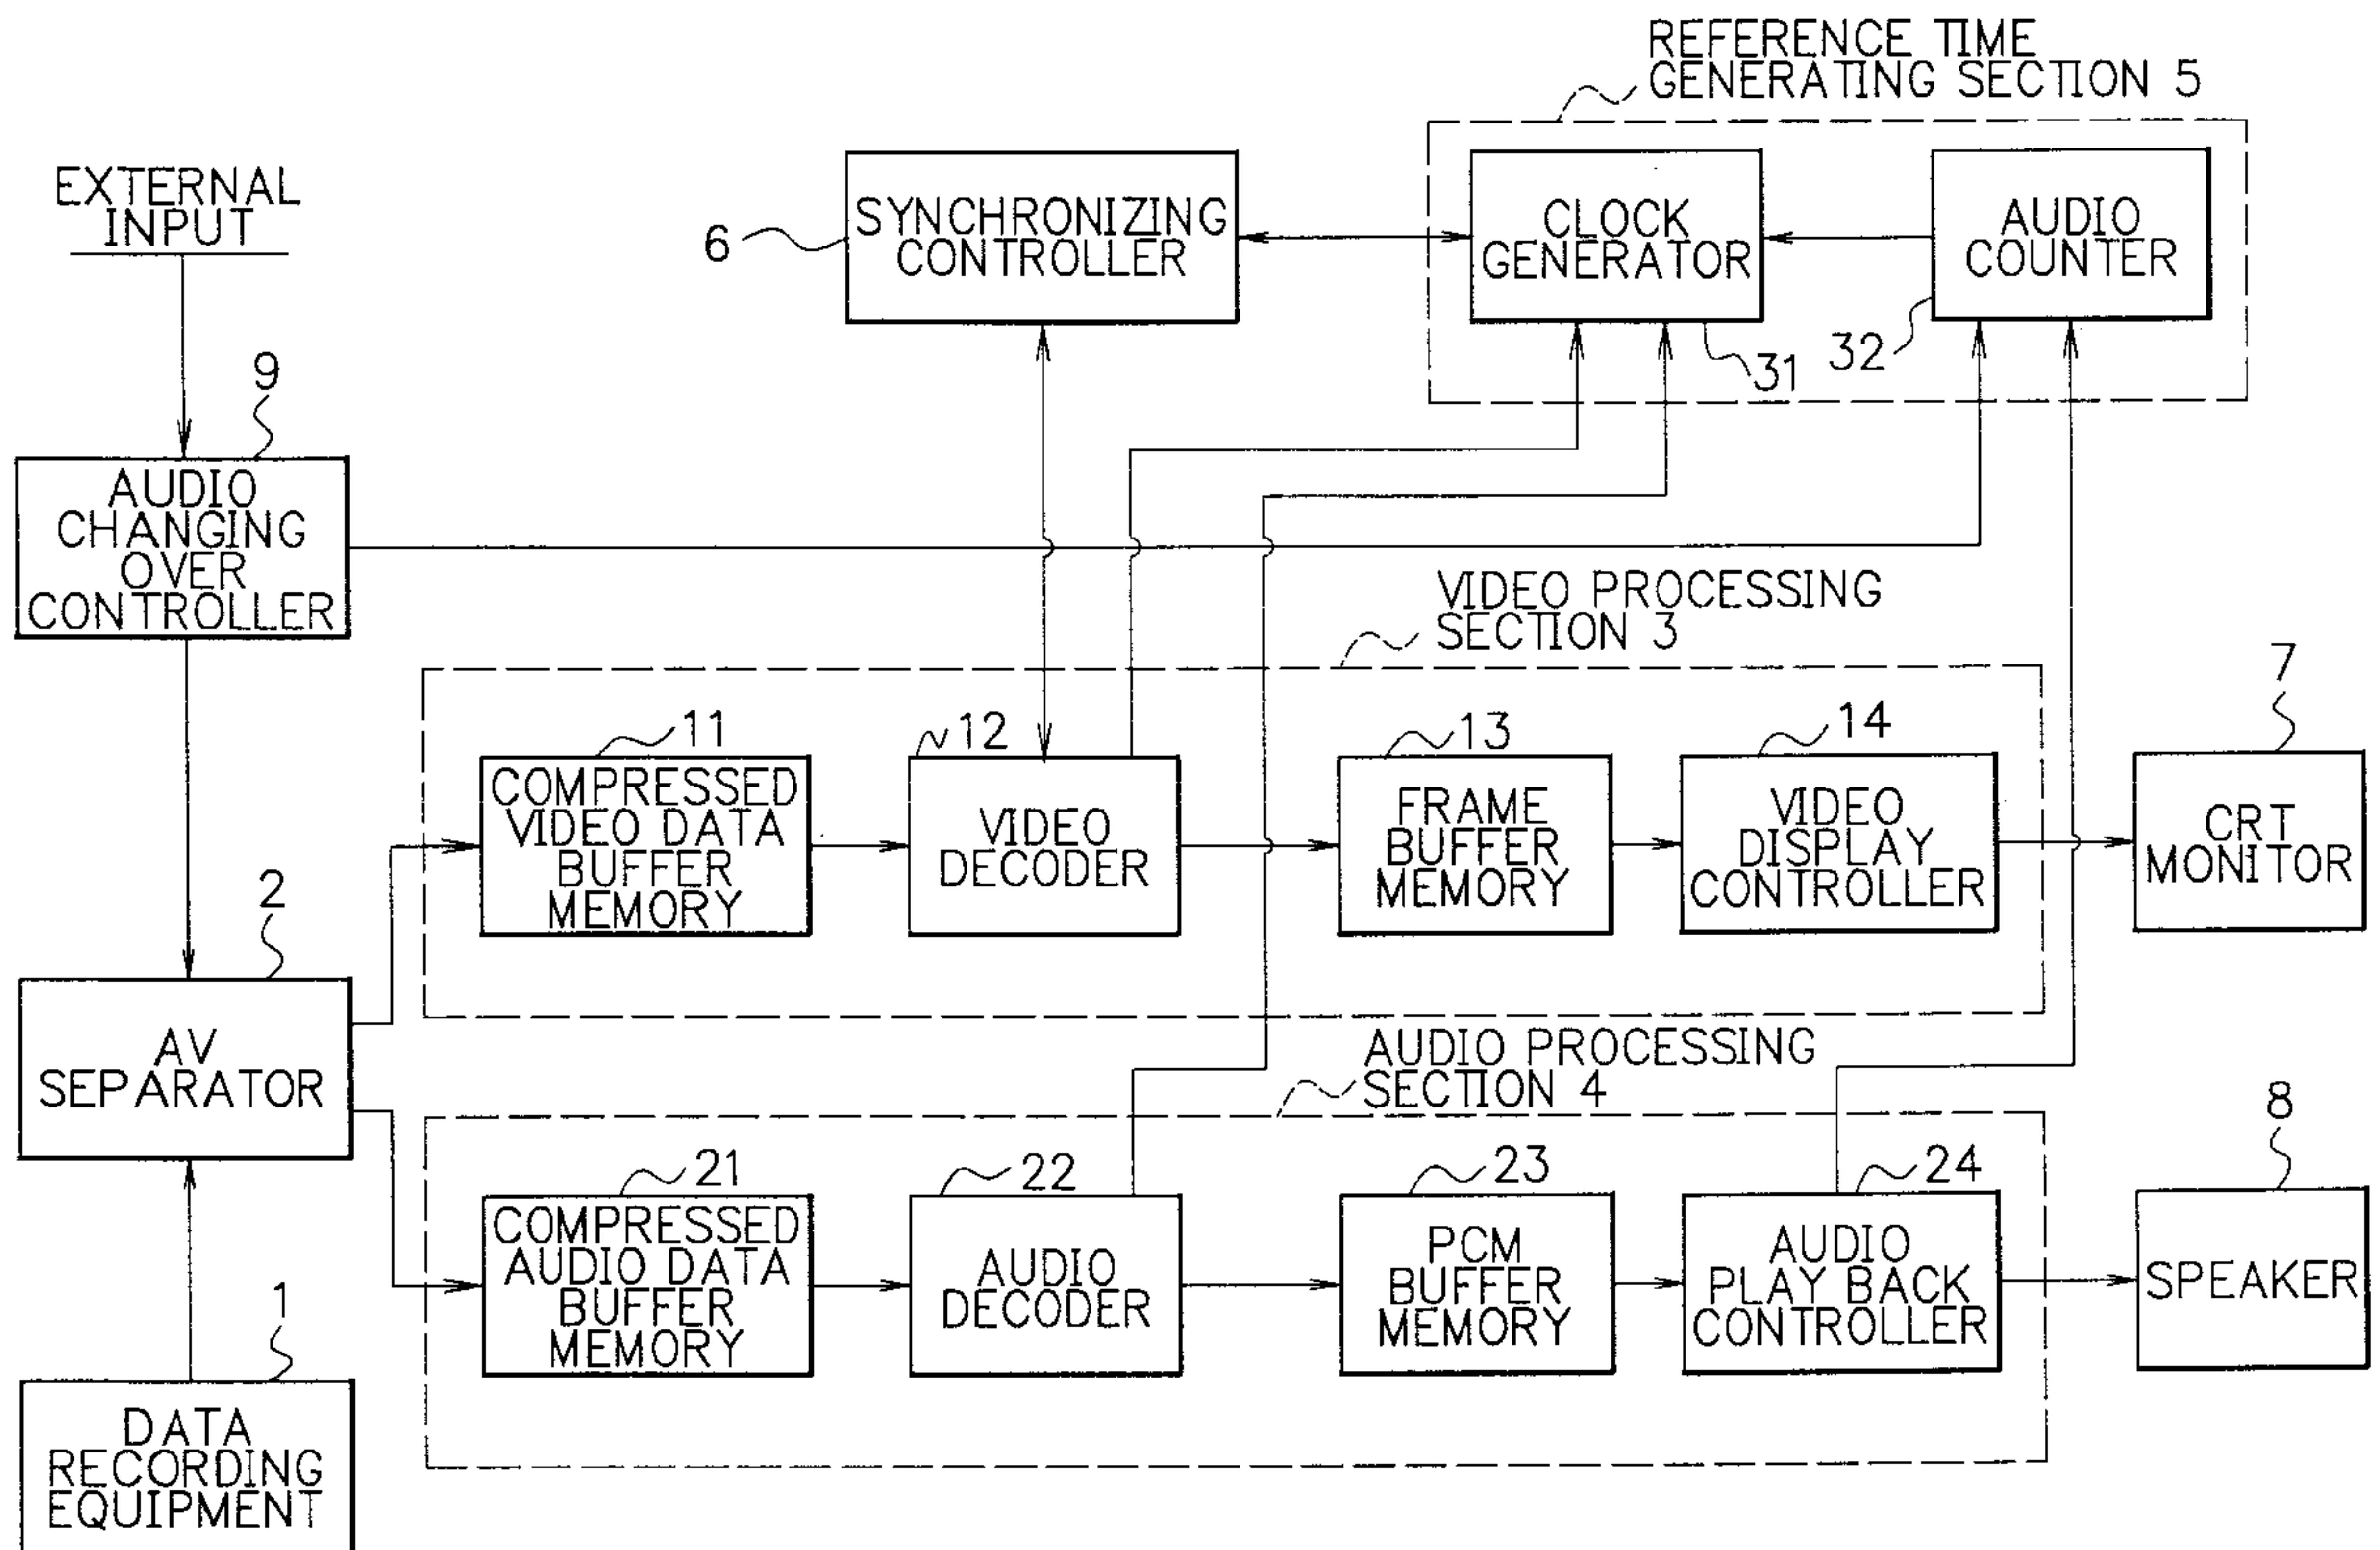 REFERENCE TIME
GENERATING SECTION 5
EXTERNAL
INPUT
6
SYNCHRONIZING
CONTROLLER
CLOCK
GENERATOR
AUDIO
COUNTER
31
32
9
AUDIO
CHANGING
OVER
CONTROLLER
VIDEO PROCESSING
SECTION 3
11
COMPRESSED
VIDEO DATA
BUFFER
MEMORY
12
VIDEO
DECODER
13
FRAME
BUFFER
MEMORY
14
VIDEO
DISPLAY
CONTROLLER
7
CRT
MONITOR
2
AV
SEPARATOR
AUDIO PROCESSING
SECTION 4
21
COMPRESSED
AUDIO DATA
BUFFER
MEMORY
22
AUDIO
DECODER
23
PCM
BUFFER
MEMORY
24
AUDIO
PLAY BACK
CONTROLLER
8
SPEAKER
1
DATA
RECORDING
EQUIPMENT